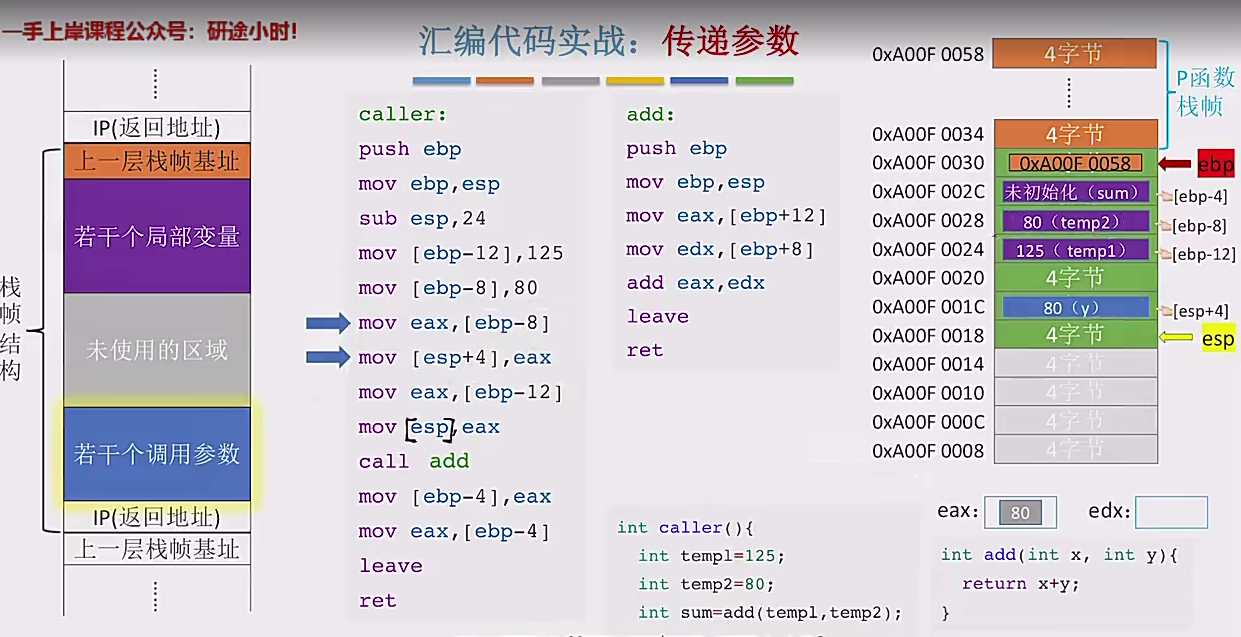 一手上岸课程公众号：研途小时!
汇编代码实战：传递参数
IP(返回地址)
上一层栈帧基址
若干个局部变量
未使用的区域
若干个调用参数
IP(返回地址)
上一层栈帧基址
栈帧结构
caller:
push ebp
mov ebp,esp
sub esp,24
mov [ebp-12],125
mov [ebp-8],80
mov eax,[ebp-8]
mov [esp+4],eax
mov eax,[ebp-12]
mov [esp],eax
call add
mov [ebp-4],eax
mov eax,[ebp-4]
leave
ret
add:
push ebp
mov ebp,esp
mov eax,[ebp+12]
mov edx,[ebp+8]
add eax,edx
leave
ret
int caller(){
int temp1=125;
int temp2=80;
int sum=add(temp1,temp2);
0xA00F 0058 4字节
P函数
栈帧
0xA00F 0034 4字节
0xA00F 0030 0xA00F 0058 ebp
0xA00F 002C 未初始化（sum） [ebp-4]
0xA00F 0028 80（temp2） [ebp-8]
0xA00F 0024 125（ temp1） [ebp-12]
0xA00F 0020 4字节
0xA00F 001C 80（y） [esp+4]
0xA00F 0018 4字节 esp
0xA00F 0014 4字节
0xA00F 0010 4字节
0xA00F 000C 4字节
0xA00F 0008 4字节
eax: 80 edx:
int add(int x, int y){
return x+y;
}